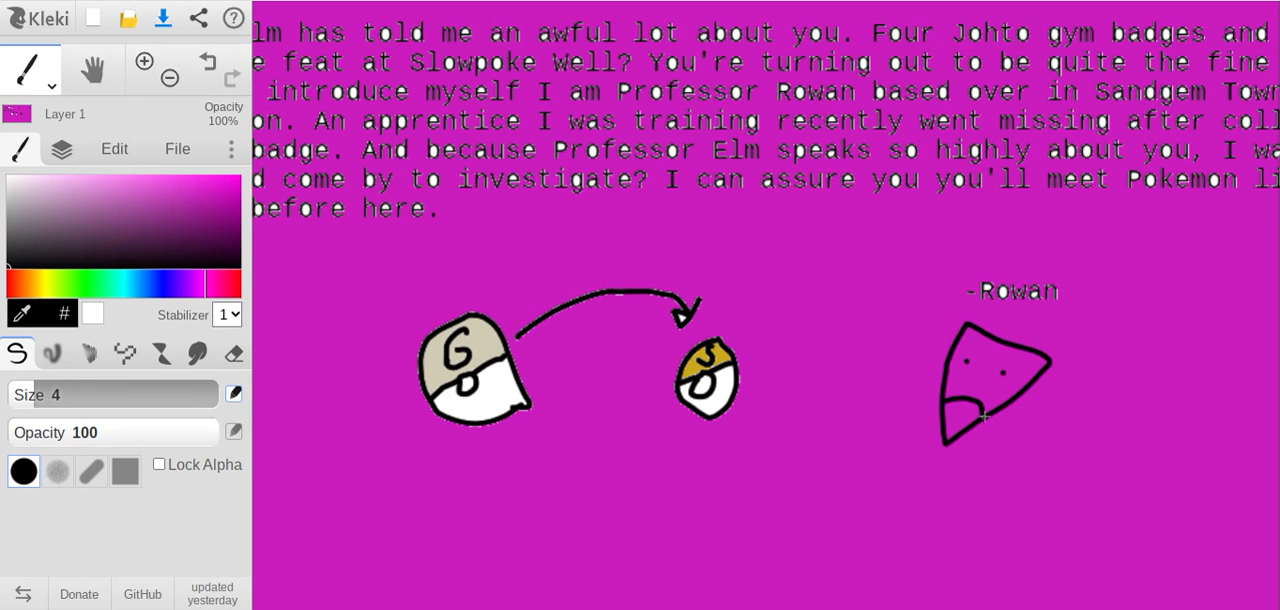 Kleki
Layer 1
Opacity
100%
Edit
File
#
Stabilizer 1
Size 4
Opacity 100
Lock Alpha
Donate
GitHub
updated
yesterday
lm has told me an awful lot about you. Four Johto gym badges and
e feat at Slowpoke Well? You're turning out to be quite the fine
introduce myself I am Professor Rowan based over in Sandgem Town
on. An apprentice I was training recently went missing after coll
badge. And because Professor Elm speaks so highly about you, I wa
d come by to investigate? I can assure you you'll meet Pokemon li
before here.
-Rowan
G
S